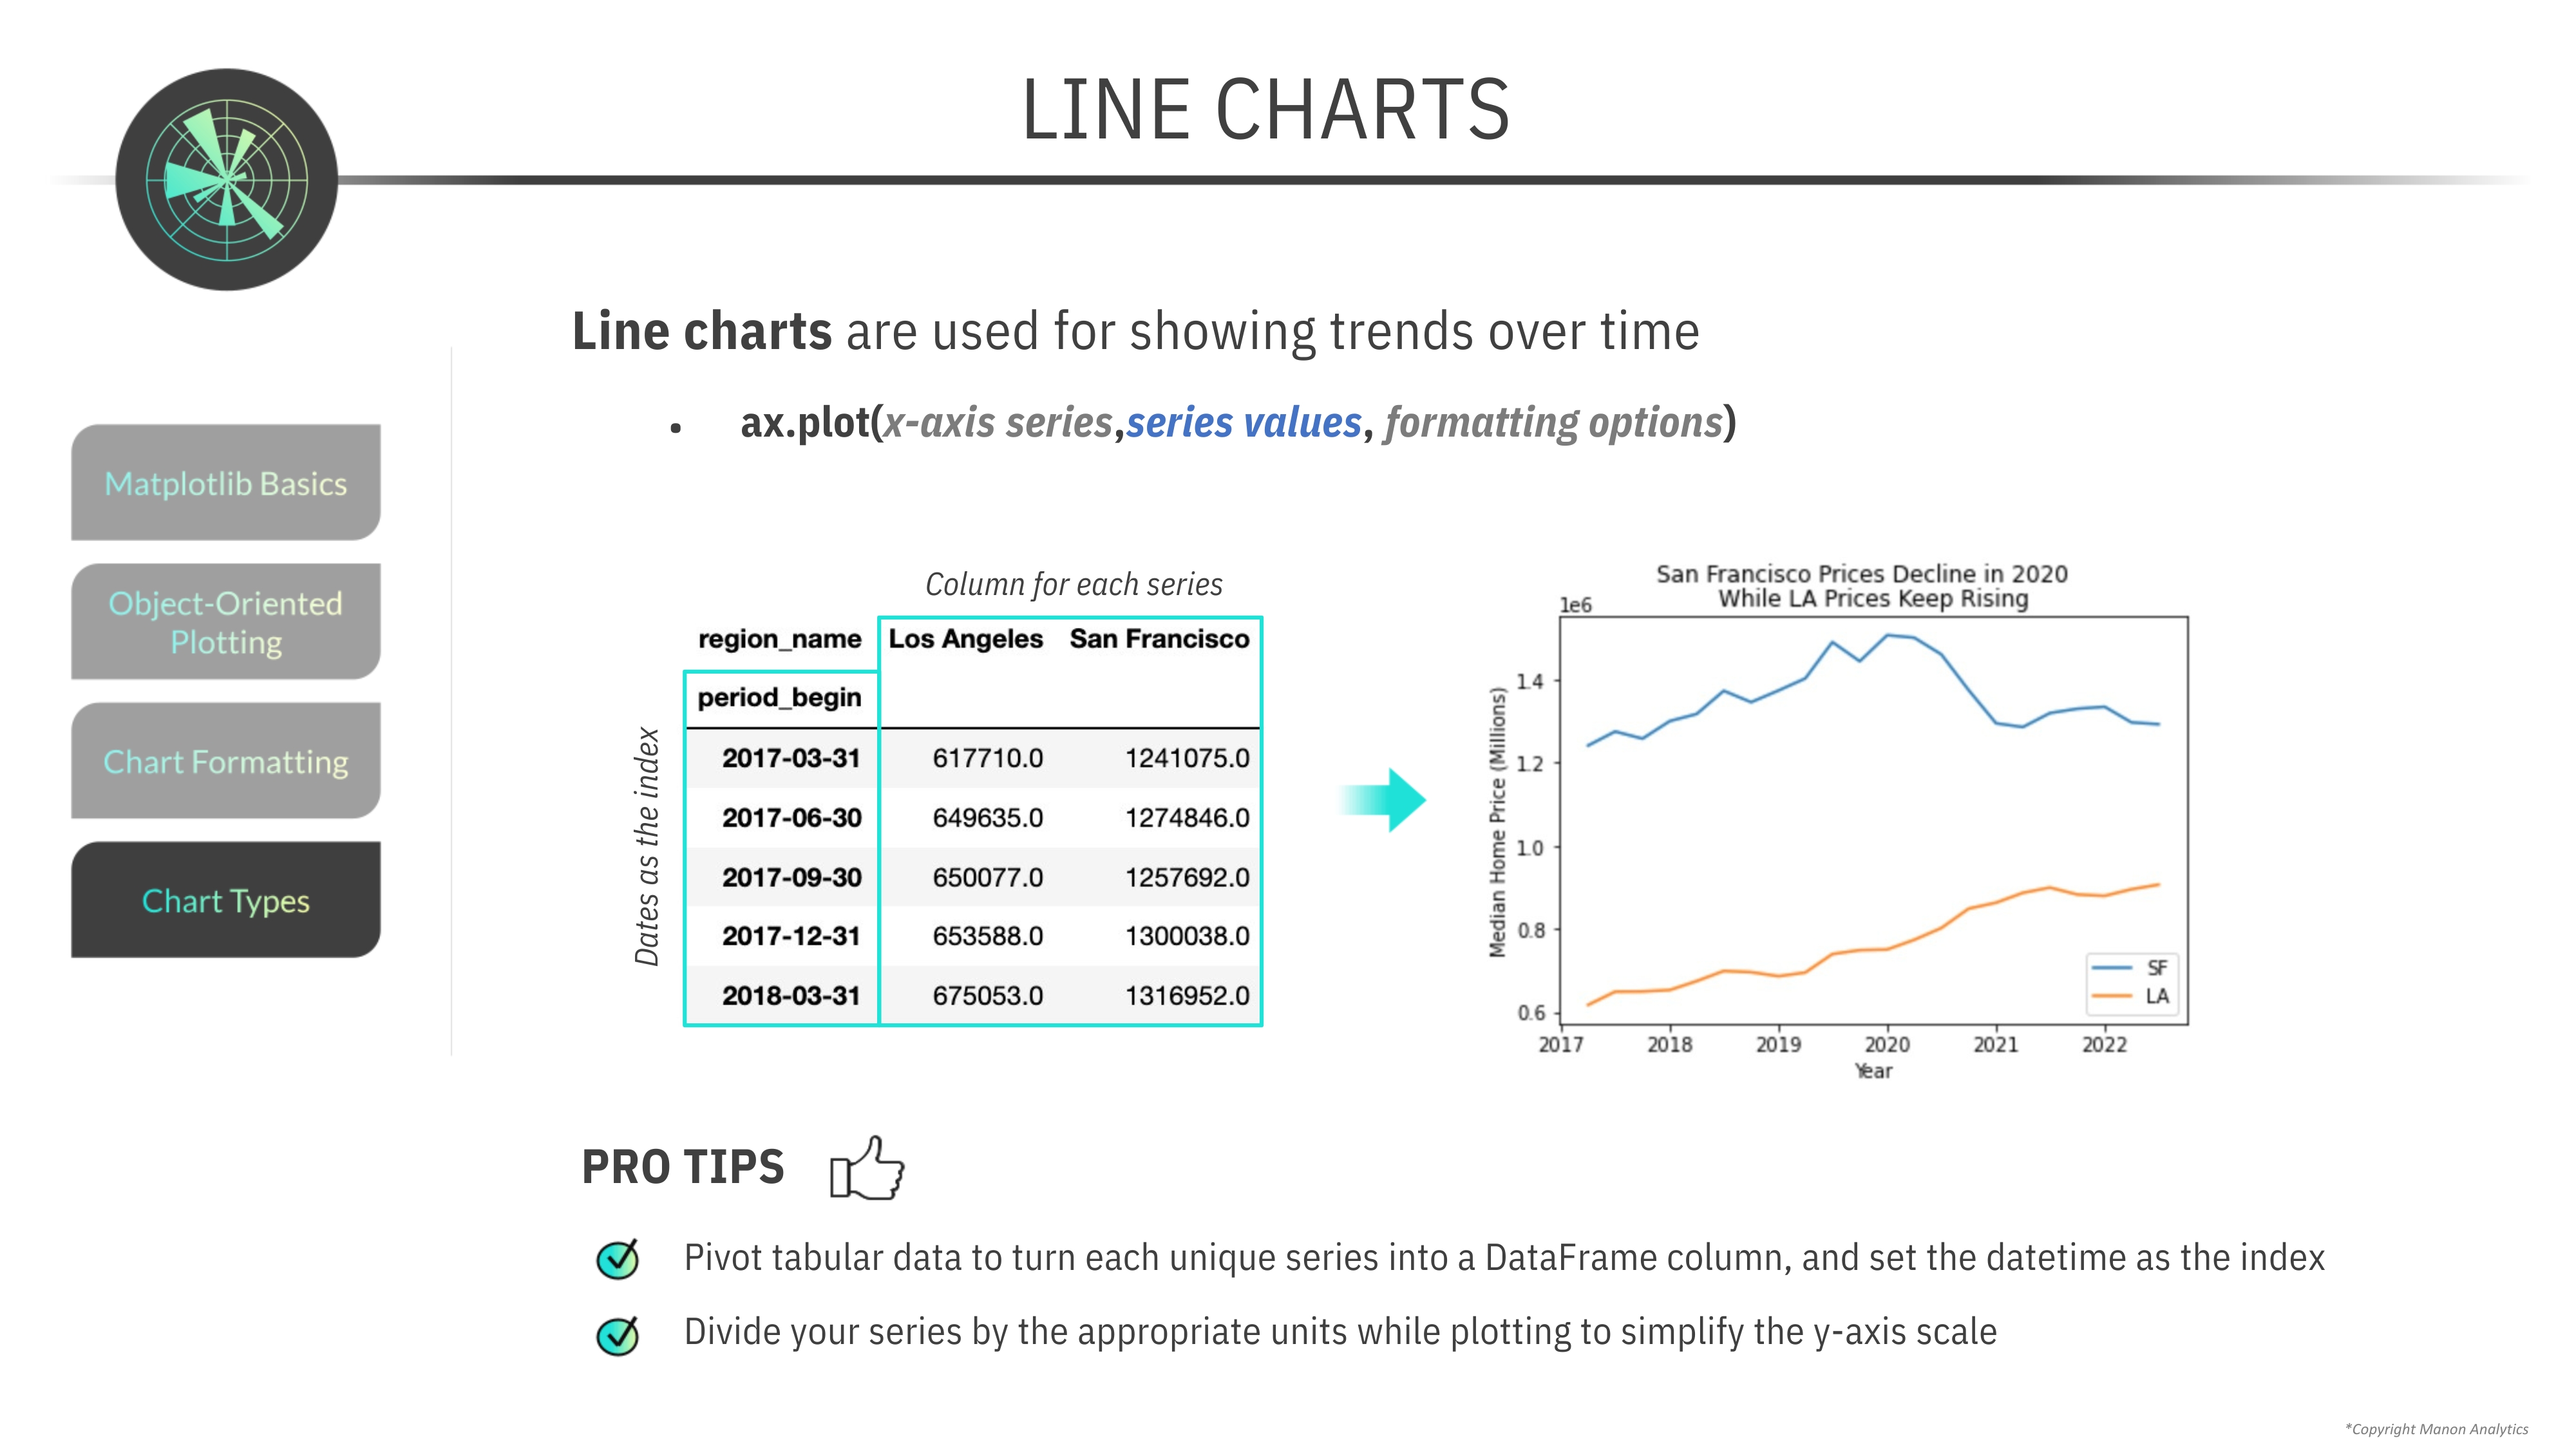 LINE CHARTS
Line charts are used for showing trends over time
• ax.plot(x-axis series,series values, formatting options)
Matplotlib Basics
Object-Oriented
Plotting
Chart Formatting
Chart Types
Column for each series
Dates as the index
region_name Los Angeles San Francisco
period_begin
2017-03-31 617710.0 1241075.0
2017-06-30 649635.0 1274846.0
2017-09-30 650077.0 1257692.0
2017-12-31 653588.0 1300038.0
2018-03-31 675053.0 1316952.0
San Francisco Prices Decline in 2020
While LA Prices Keep Rising
1e6
Median Home Price (Millions)
1.4
1.2
1.0
0.8
0.6
SF
LA
2017 2018 2019 2020 2021 2022
Year
PRO TIPS
Pivot tabular data to turn each unique series into a DataFrame column, and set the datetime as the index
Divide your series by the appropriate units while plotting to simplify the y-axis scale
*Copyright Manon Analytics